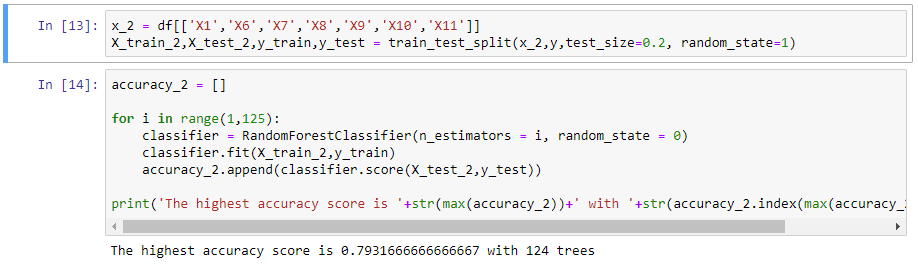 In [13]: x_2 = df[['X1','X6','X7','X8','X9','X10','X11']]
X_train_2,X_test_2,y_train,y_test = train_test_split(x_2,y,test_size=0.2, random_state=1)
In [14]: accuracy_2 = []
for i in range(1,125):
    classifier = RandomForestClassifier(n_estimators = i, random_state = 0)
    classifier.fit(X_train_2,y_train)
    accuracy_2.append(classifier.score(X_test_2,y_test))
print('The highest accuracy score is '+str(max(accuracy_2))+' with '+str(accuracy_2.index(max(accuracy_
The highest accuracy score is 0.7931666666666667 with 124 trees